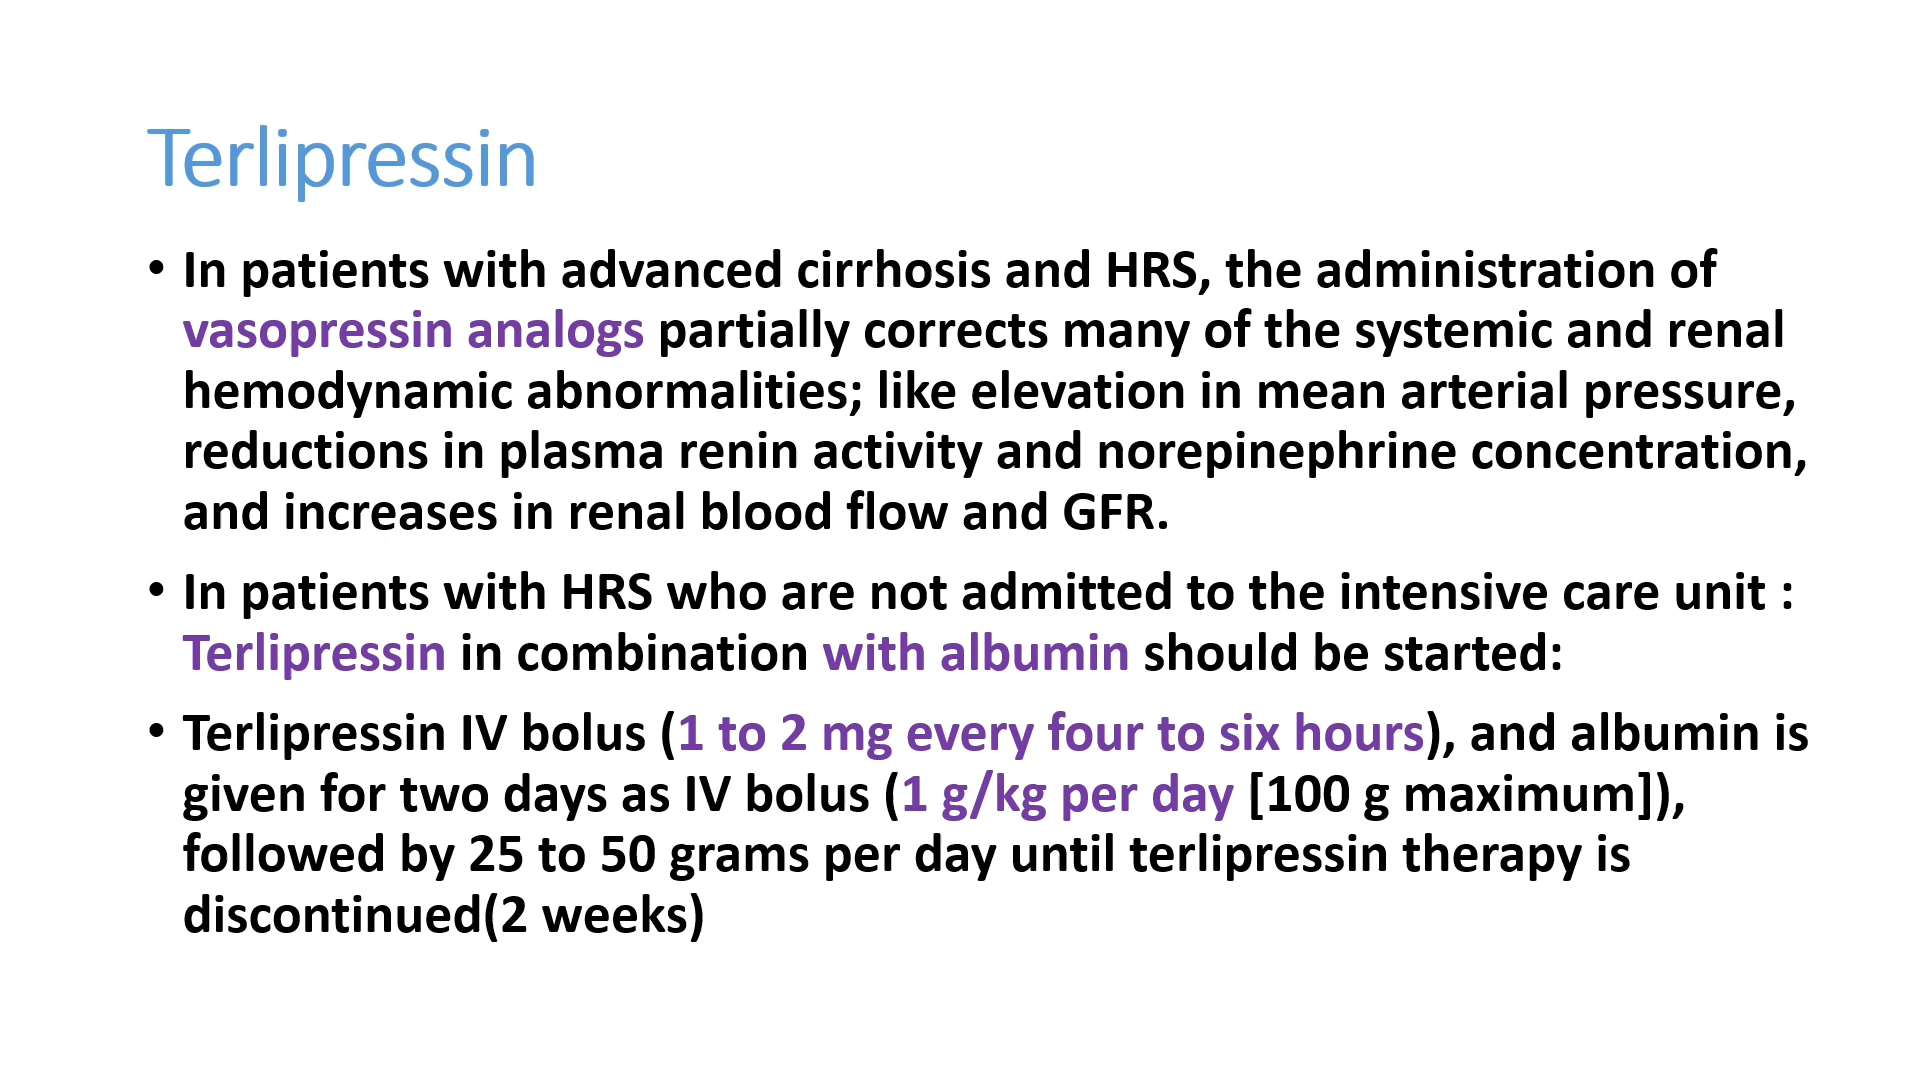 Terlipressin
• In patients with advanced cirrhosis and HRS, the administration of
vasopressin analogs partially corrects many of the systemic and renal
hemodynamic abnormalities; like elevation in mean arterial pressure,
reductions in plasma renin activity and norepinephrine concentration,
and increases in renal blood flow and GFR.
• In patients with HRS who are not admitted to the intensive care unit :
Terlipressin in combination with albumin should be started:
• Terlipressin IV bolus (1 to 2 mg every four to six hours), and albumin is
given for two days as IV bolus (1 g/kg per day [100 g maximum]),
followed by 25 to 50 grams per day until terlipressin therapy is
discontinued(2 weeks)